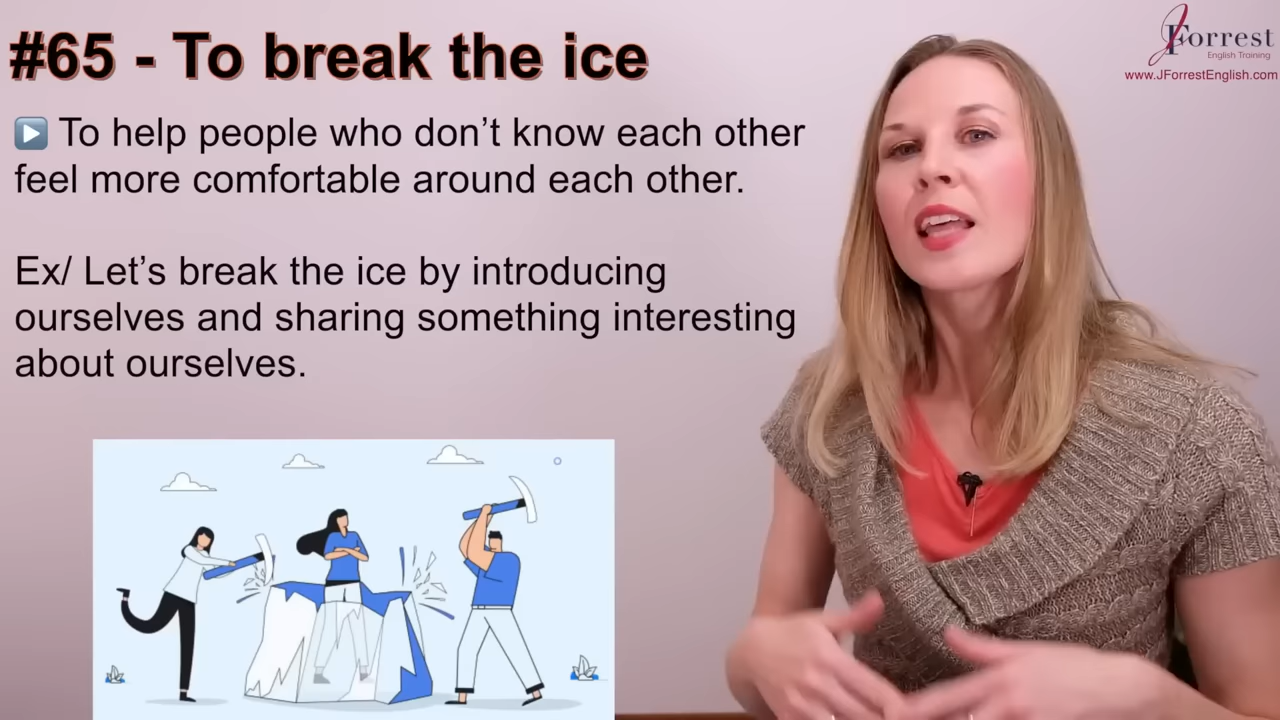 #65 - To break the ice
To help people who don’t know each other
feel more comfortable around each other.
Ex/ Let’s break the ice by introducing
ourselves and sharing something interesting
about ourselves.
JForrest
English Training
www.JForrestEnglish.com